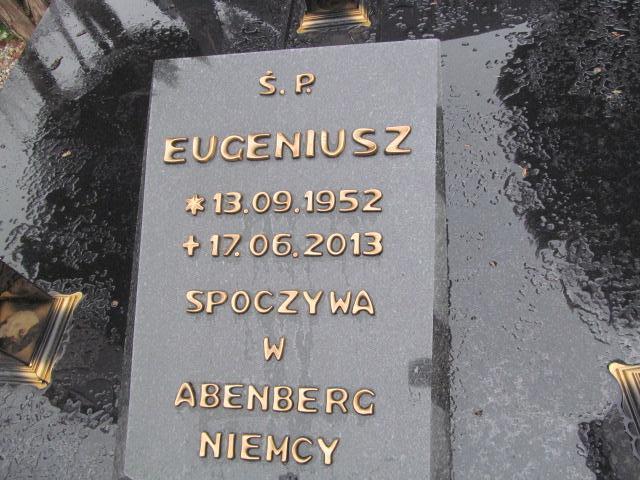 Ś. P.
EUGENIUSZ
* 13.09.1952
+ 17.06.2013
SPOCZYWA
W
ABENBERG
NIEMCY